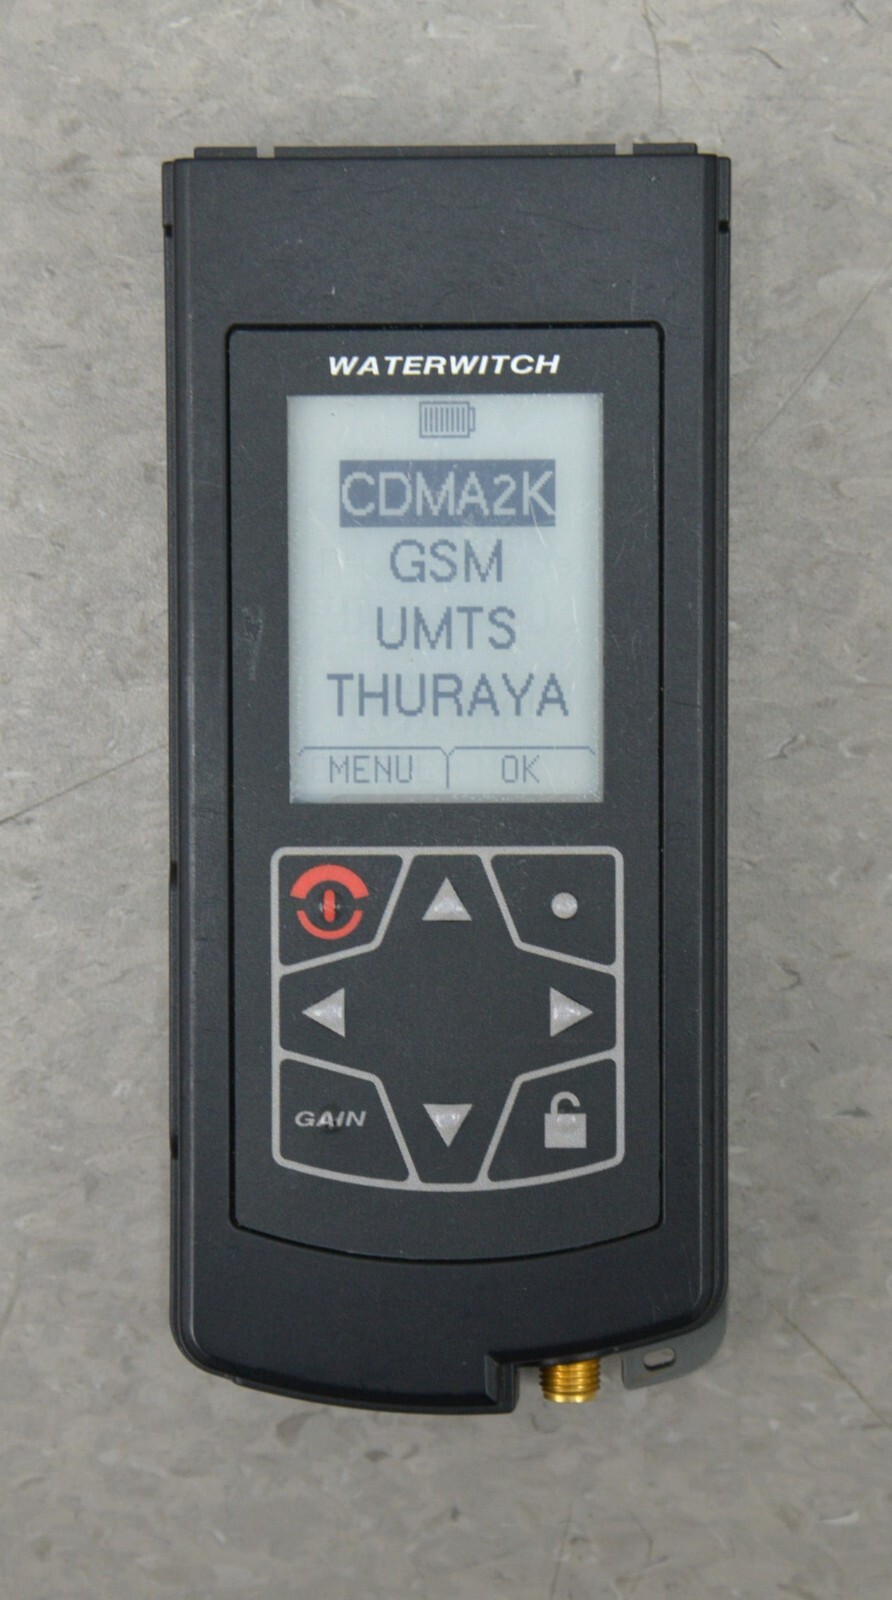 WATERWITCH
CDMA2K
GSM
UMTS
THURAYA
MENU OK
GAIN